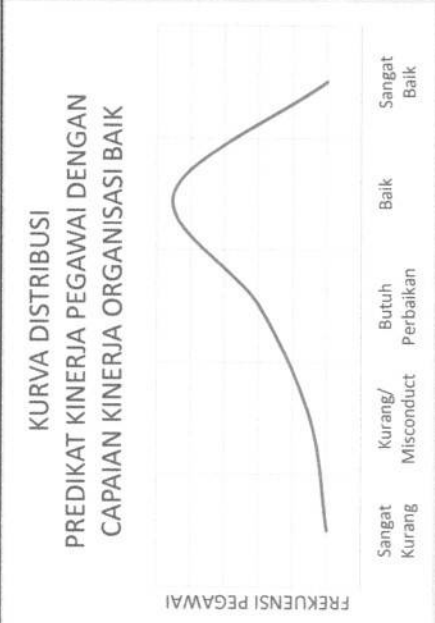 KURVA DISTRIBUSI
PREDIKAT KINERJA PEGAWAI DENGAN
CAPAIAN KINERJA ORGANISASI BAIK
FREKUENSI PEGAWAI
Sangat
Kurang
Kurang/
Misconduct
Butuh
Perbaikan
Baik
Sangat
Baik